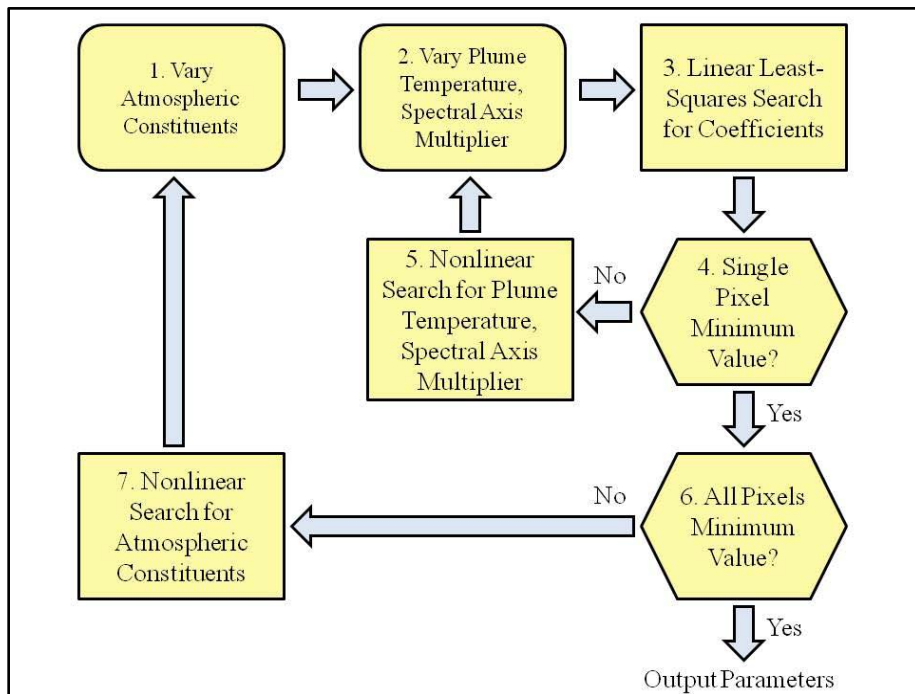 1. Vary
Atmospheric
Constituents
2. Vary Plume
Temperature,
Spectral Axis
Multiplier
3. Linear Least-
Squares Search
for Coefficients
4. Single
Pixel
Minimum
Value?
No
5. Nonlinear
Search for Plume
Temperature,
Spectral Axis
Multiplier
Yes
6. All Pixels
Minimum
Value?
No
7. Nonlinear
Search for
Atmospheric
Constituents
Yes
Output Parameters